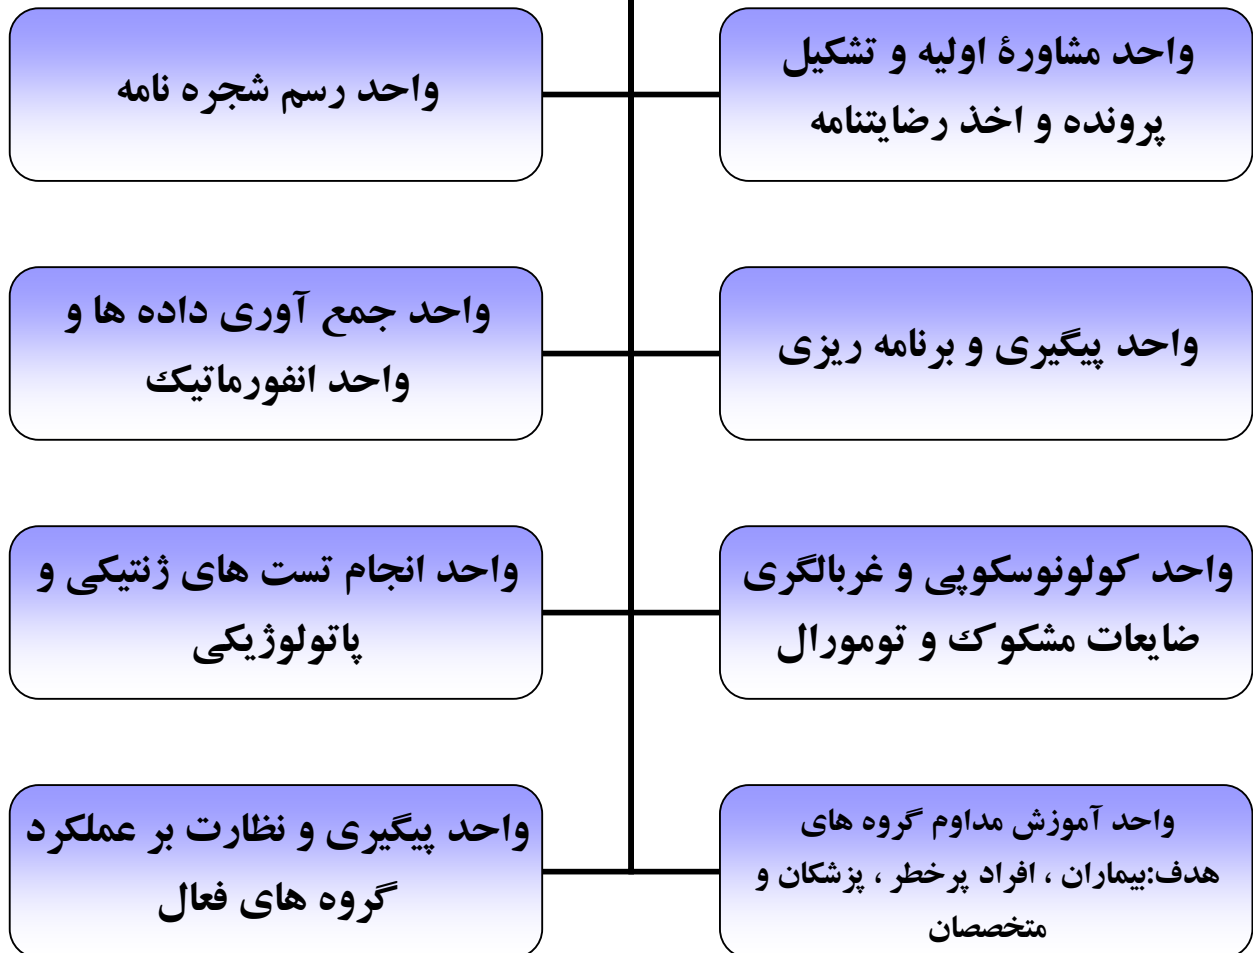 واحد مشاورۀ اولیه و تشکیل
پرونده و اخذ رضایتنامه
واحد رسم شجره نامه
واحد پیگیری و برنامه ریزی
واحد جمع آوری داده ها و
واحد انفورماتیک
واحد کولونوسکوپی و غربالگری
ضایعات مشکوک و تومورال
واحد انجام تست های ژنتیکی و
پاتولوژیکی
واحد آموزش مداوم گروه های
هدف:بیماران ، افراد پرخطر ، پزشکان و
متخصصان
واحد پیگیری و نظارت بر عملکرد
گروه های فعال